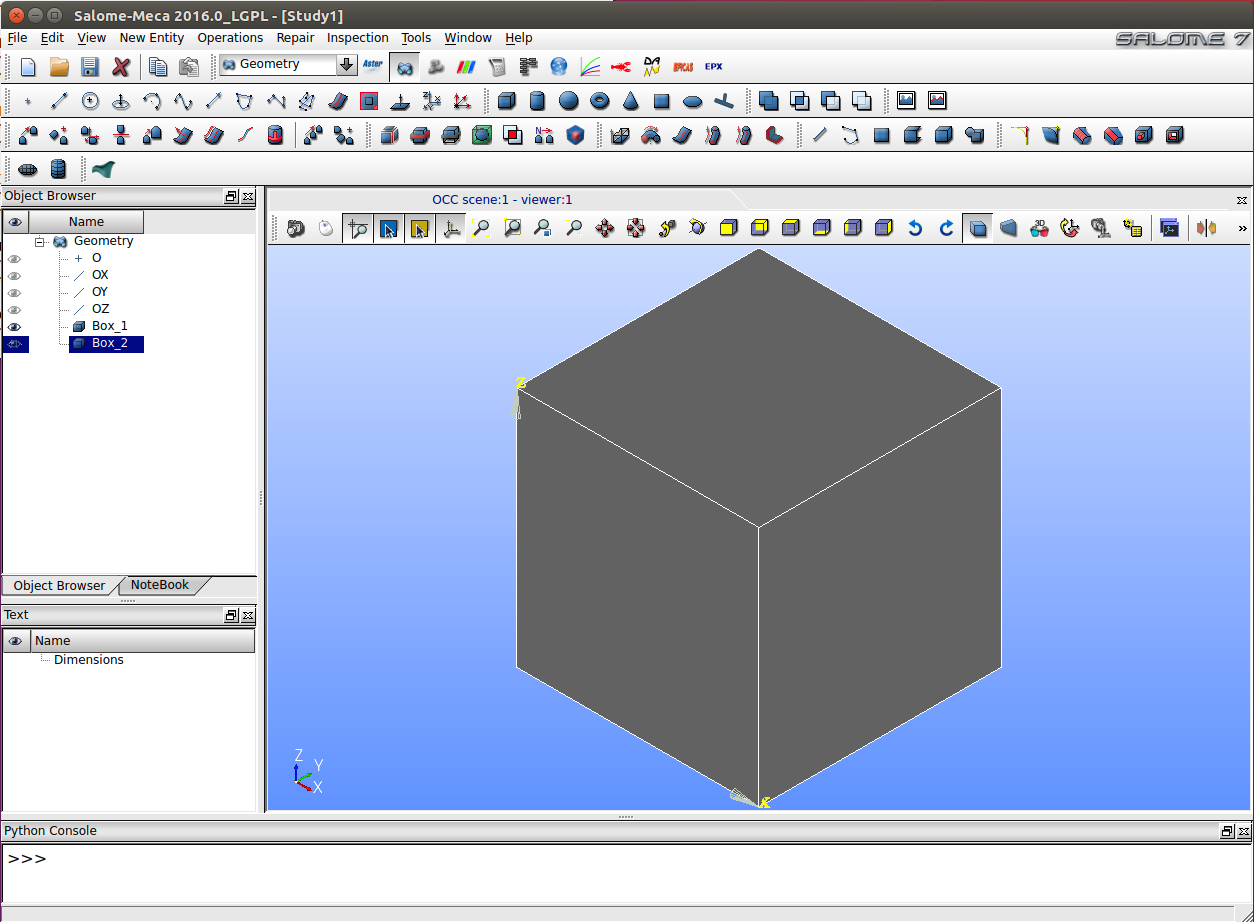 Salome-Meca 2016.0_LGPL - [Study1]
File Edit View New Entity Operations Repair Inspection Tools Window Help
SALOME 7
Geometry
Aster
EFICAS
EPX
Object Browser
OCC scene:1 - viewer:1
Name
Geometry
O
OX
OY
OZ
Box_1
Box_2
Z
X
Z
Y
X
Object Browser
NoteBook
Text
Name
Dimensions
Python Console
>>>